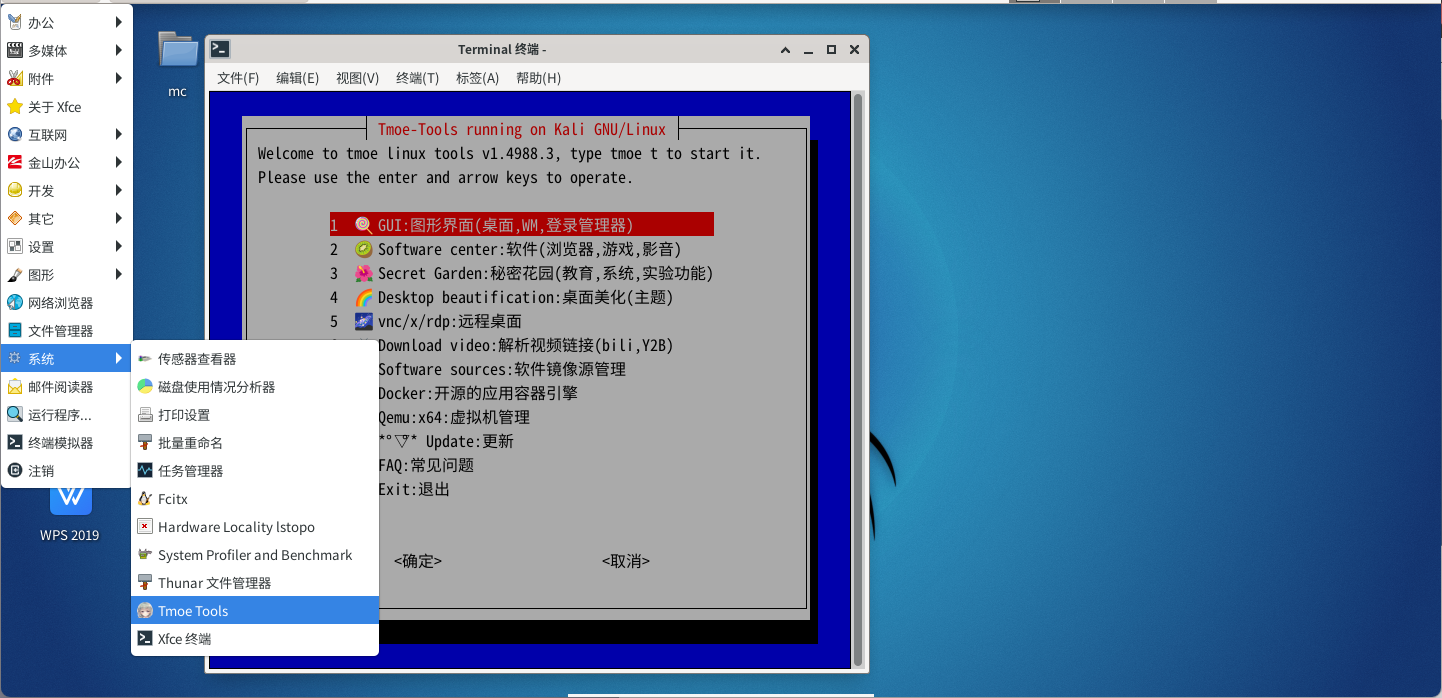 办公
多媒体
附件
关于 Xfce
互联网
金山办公
开发
其它
设置
图形
网络浏览器
文件管理器
系统
邮件阅读器
运行程序...
终端模拟器
注销
mc
WPS 2019
Terminal 终端 -
文件(F) 编辑(E) 视图(V) 终端(T) 标签(A) 帮助(H)
Tmoe-Tools running on Kali GNU/Linux
Welcome to tmoe linux tools v1.4988.3, type tmoe t to start it.
Please use the enter and arrow keys to operate.
1 GUI:图形界面(桌面,WM,登录管理器)
2 Software center:软件(浏览器,游戏,影音)
3 Secret Garden:秘密花园(教育,系统,实验功能)
4 Desktop beautification:桌面美化(主题)
5 vnc/x/rdp:远程桌面
Download video:解析视频链接(bili,Y2B)
Software sources:软件镜像源管理
Docker:开源的应用容器引擎
Qemu:x64:虚拟机管理
Update:更新
FAQ:常见问题
Exit:退出
<确定> <取消>
传感器查看器
磁盘使用情况分析器
打印设置
批量重命名
任务管理器
Fcitx
Hardware Locality lstopo
System Profiler and Benchmark
Thunar 文件管理器
Tmoe Tools
Xfce 终端